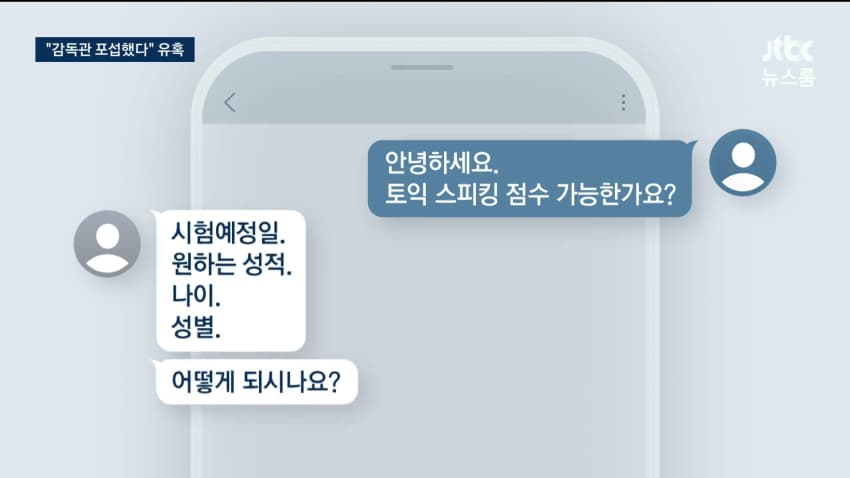 "감독관 포섭했다" 유혹
jtbc
뉴스룸
안녕하세요.
토익 스피킹 점수 가능한가요?
시험예정일.
원하는 성적.
나이.
성별.
어떻게 되시나요?